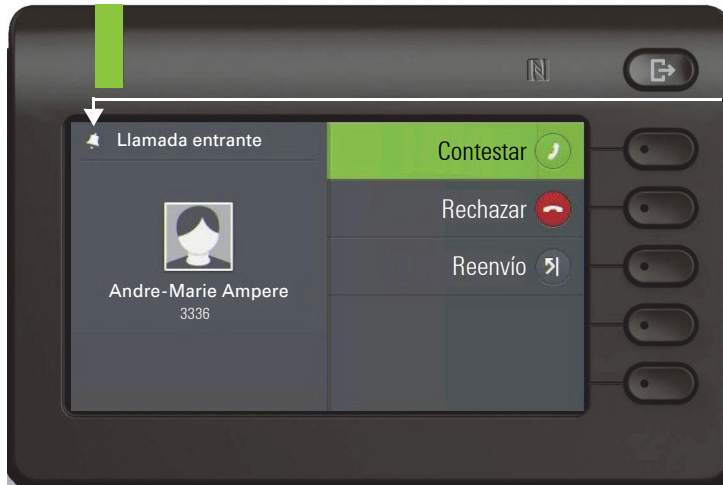 Llamada entrante
Contestar
Rechazar
Reenvío
Andre-Marie Ampere
3336